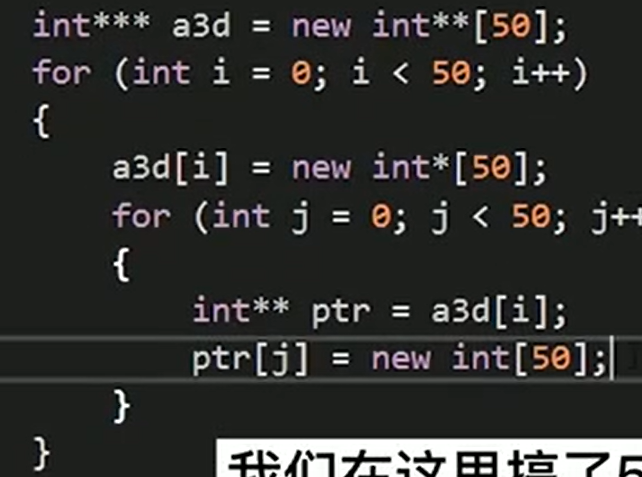 int*** a3d = new int**[50];
for (int i = 0; i < 50; i++)
{
    a3d[i] = new int*[50];
    for (int j = 0; j < 50; j++
    {
        int** ptr = a3d[i];
        ptr[j] = new int[50];
    }
}
我们在这里搞了5